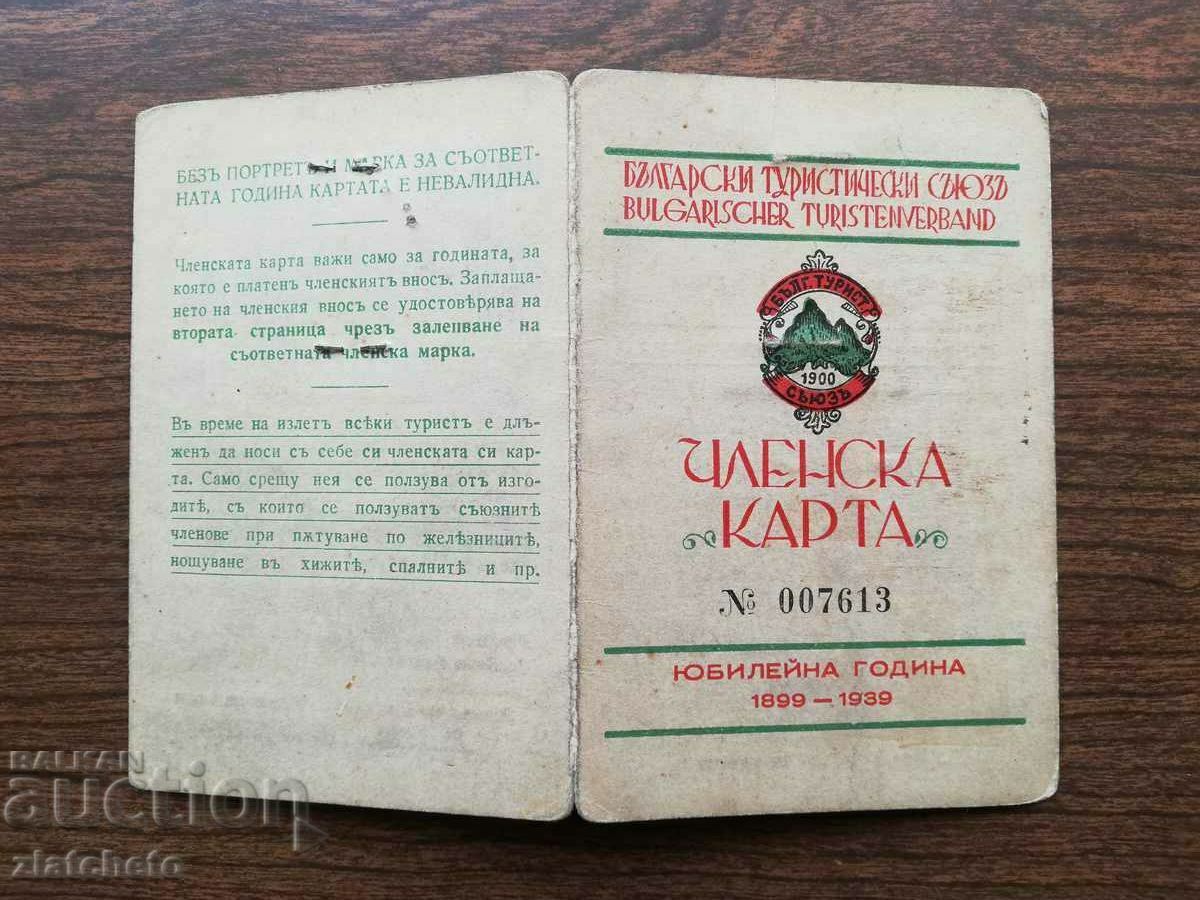 БЕЗЪ ПОРТРЕТЪ И МАРКА ЗА СЪОТВЕТ-
НАТА ГОДИНА КАРТАТА Е НЕВАЛИДНА.
Членската карта важи само за годината, за
която е платенъ членскиятъ вносъ. Заплаща-
нето на членския вносъ се удостовѣрява на
втората страница чрезъ залепване на
съответната членска марка.
Въ време на излетъ всѣки туристъ е длъ-
женъ да носи съ себе си членската си кар-
та. Само срещу нея се ползува отъ изго-
дитѣ, съ които се ползуватъ съюзнитѣ
членове при пѫтуване по желѣзницитѣ,
нощуване въ хижитѣ, спалнитѣ и пр.
БЪЛГАРСКИ ТУРИСТИЧЕСКИ СЪЮЗЪ
BULGARISCHER TURISTENVERBAND
БЪЛГ. ТУРИСТ.
1900
СЪЮЗЪ
ЧЛЕНСКА
КАРТА
№ 007613
ЮБИЛЕЙНА ГОДИНА
1899 — 1939
BALKAN
auction
zlatcheto